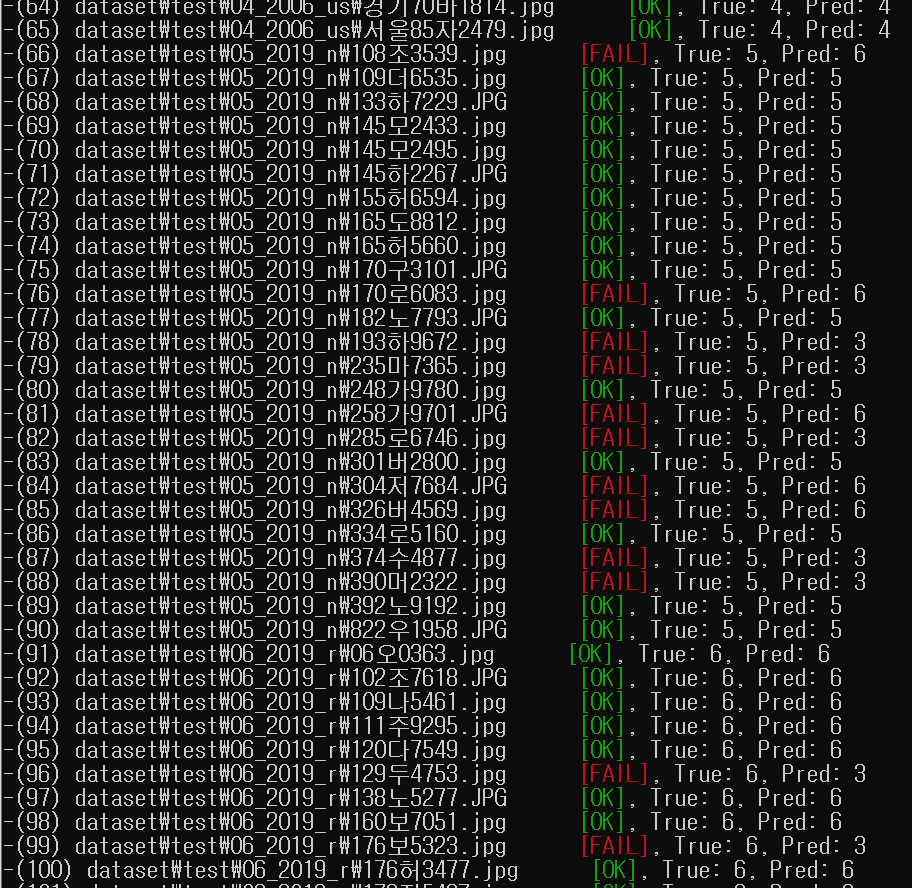 -(64) dataset₩test₩04_2006_us₩경기70바1814.jpg [OK], True: 4, Pred: 4
-(65) dataset₩test₩04_2006_us₩서울85자2479.jpg [OK], True: 4, Pred: 4
-(66) dataset₩test₩05_2019_n₩108조3539.jpg [FAIL], True: 5, Pred: 6
-(67) dataset₩test₩05_2019_n₩109더6535.jpg [OK], True: 5, Pred: 5
-(68) dataset₩test₩05_2019_n₩133하7229.JPG [OK], True: 5, Pred: 5
-(69) dataset₩test₩05_2019_n₩145모2433.jpg [OK], True: 5, Pred: 5
-(70) dataset₩test₩05_2019_n₩145모2495.jpg [OK], True: 5, Pred: 5
-(71) dataset₩test₩05_2019_n₩145하2267.JPG [OK], True: 5, Pred: 5
-(72) dataset₩test₩05_2019_n₩155허6594.jpg [OK], True: 5, Pred: 5
-(73) dataset₩test₩05_2019_n₩165도8812.jpg [OK], True: 5, Pred: 5
-(74) dataset₩test₩05_2019_n₩165허5660.jpg [OK], True: 5, Pred: 5
-(75) dataset₩test₩05_2019_n₩170구3101.JPG [OK], True: 5, Pred: 5
-(76) dataset₩test₩05_2019_n₩170로6083.jpg [FAIL], True: 5, Pred: 6
-(77) dataset₩test₩05_2019_n₩182노7793.JPG [OK], True: 5, Pred: 5
-(78) dataset₩test₩05_2019_n₩193하9672.jpg [FAIL], True: 5, Pred: 3
-(79) dataset₩test₩05_2019_n₩235마7365.jpg [FAIL], True: 5, Pred: 3
-(80) dataset₩test₩05_2019_n₩248가9780.jpg [OK], True: 5, Pred: 5
-(81) dataset₩test₩05_2019_n₩258가9701.JPG [FAIL], True: 5, Pred: 6
-(82) dataset₩test₩05_2019_n₩285로6746.jpg [FAIL], True: 5, Pred: 3
-(83) dataset₩test₩05_2019_n₩301버2800.jpg [OK], True: 5, Pred: 5
-(84) dataset₩test₩05_2019_n₩304저7684.JPG [FAIL], True: 5, Pred: 6
-(85) dataset₩test₩05_2019_n₩326버4569.jpg [FAIL], True: 5, Pred: 6
-(86) dataset₩test₩05_2019_n₩334로5160.jpg [OK], True: 5, Pred: 5
-(87) dataset₩test₩05_2019_n₩374수4877.jpg [FAIL], True: 5, Pred: 3
-(88) dataset₩test₩05_2019_n₩390머2322.jpg [FAIL], True: 5, Pred: 3
-(89) dataset₩test₩05_2019_n₩392노9192.jpg [OK], True: 5, Pred: 5
-(90) dataset₩test₩05_2019_n₩822우1958.JPG [OK], True: 5, Pred: 5
-(91) dataset₩test₩06_2019_r₩06오0363.jpg [OK], True: 6, Pred: 6
-(92) dataset₩test₩06_2019_r₩102조7618.JPG [OK], True: 6, Pred: 6
-(93) dataset₩test₩06_2019_r₩109나5461.jpg [OK], True: 6, Pred: 6
-(94) dataset₩test₩06_2019_r₩111주9295.jpg [OK], True: 6, Pred: 6
-(95) dataset₩test₩06_2019_r₩120다7549.jpg [OK], True: 6, Pred: 6
-(96) dataset₩test₩06_2019_r₩129두4753.jpg [FAIL], True: 6, Pred: 3
-(97) dataset₩test₩06_2019_r₩138노5277.JPG [OK], True: 6, Pred: 6
-(98) dataset₩test₩06_2019_r₩160보7051.jpg [OK], True: 6, Pred: 6
-(99) dataset₩test₩06_2019_r₩176보5323.jpg [FAIL], True: 6, Pred: 3
-(100) dataset₩test₩06_2019_r₩176허3477.jpg [OK], True: 6, Pred: 6